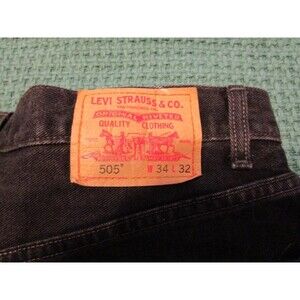 LEVI STRAUSS & CO.
ORIGINAL RIVETED
QUALITY CLOTHING
505® W 34 L 32